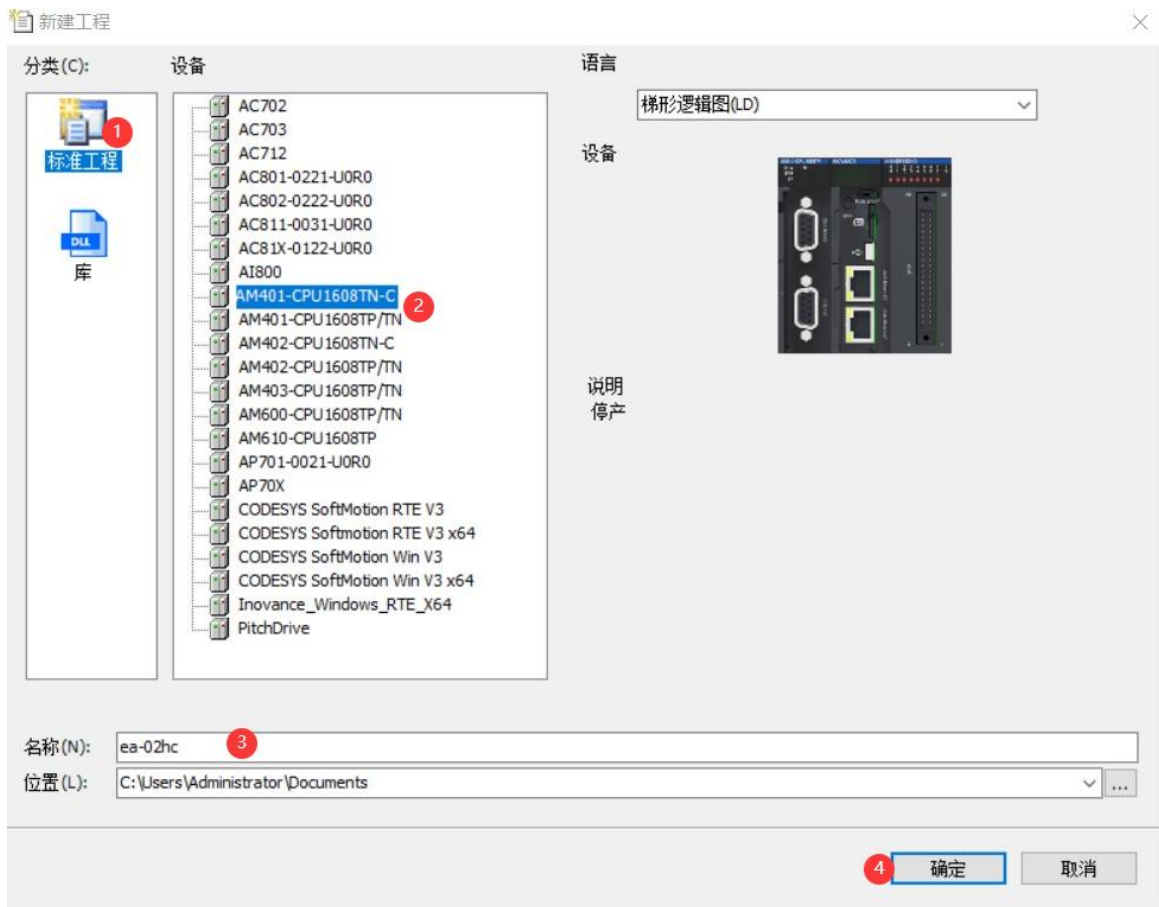 新建工程
分类(C):
设备
语言
标准工程
1
DLL
库
AC702
AC703
AC712
AC801-0221-U0R0
AC802-0222-U0R0
AC811-0031-U0R0
AC81X-0122-U0R0
AI800
AM401-CPU1608TN-C
2
AM401-CPU1608TP/TN
AM402-CPU1608TN-C
AM402-CPU1608TP/TN
AM403-CPU1608TP/TN
AM600-CPU1608TP/TN
AM610-CPU1608TP
AP701-0021-U0R0
AP70X
CODESYS SoftMotion RTE V3
CODESYS Softmotion RTE V3 x64
CODESYS SoftMotion Win V3
CODESYS SoftMotion Win V3 x64
Inovance_Windows_RTE_X64
PitchDrive
梯形逻辑图(LD)
设备
说明
停产
名称(N):
ea-02hc
3
位置(L):
C:\Users\Administrator\Documents
...
4
确定
取消